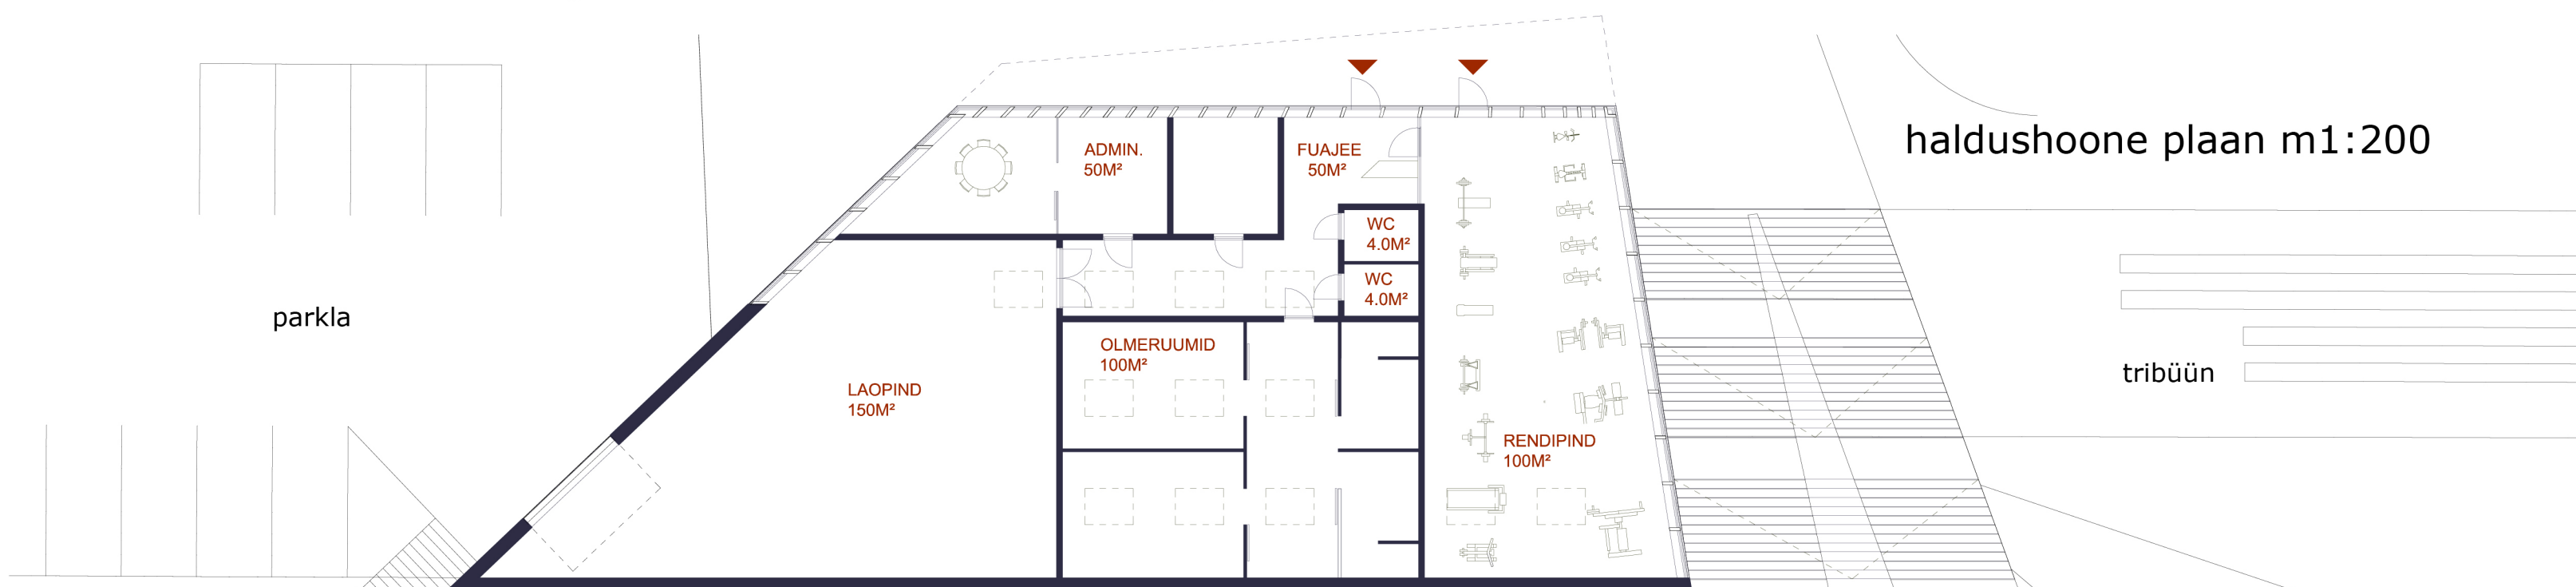 haldushoone plaan m1:200
ADMIN.
50M²
FUAJEE
50M²
WC
4.0M²
WC
4.0M²
parkla
OLMERUUMID
100M²
LAOPIND
150M²
tribüün
RENDIPIND
100M²